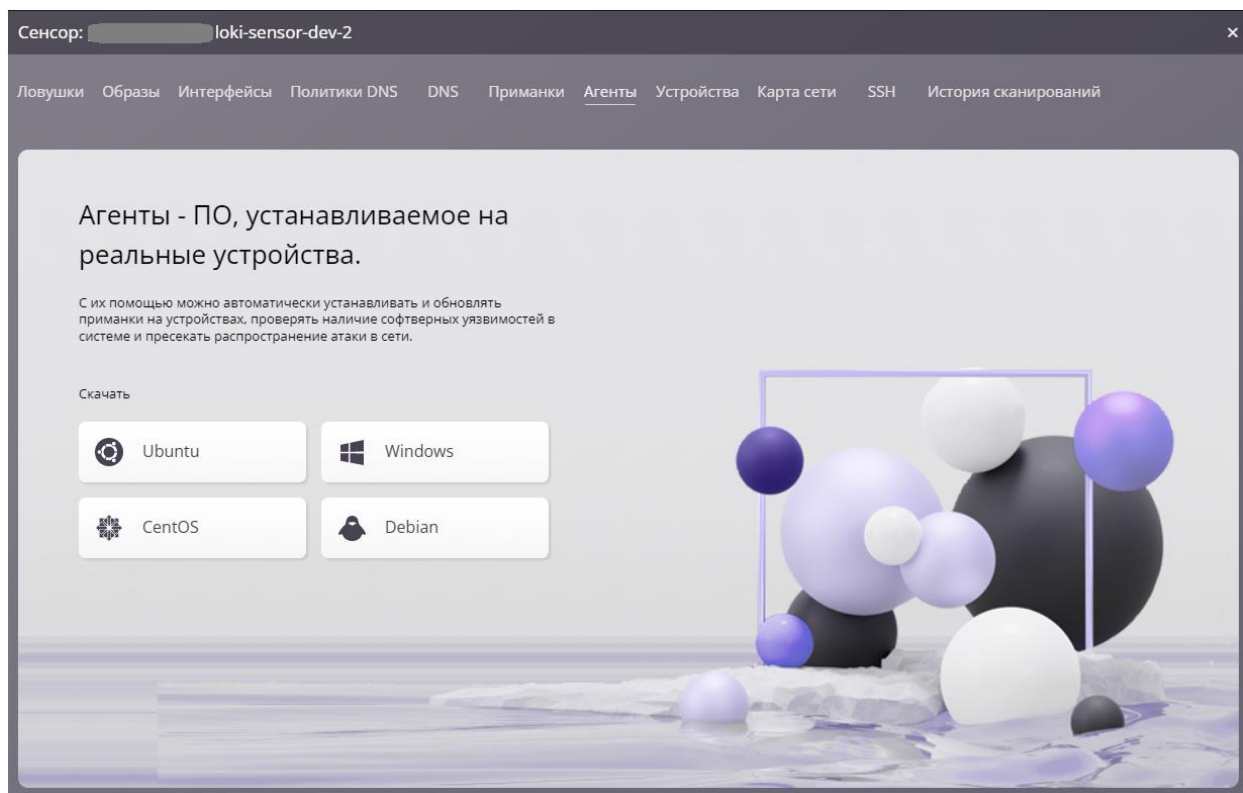 Сенсор: loki-sensor-dev-2
Ловушки Образы Интерфейсы Политики DNS DNS Приманки Агенты Устройства Карта сети SSH История сканирований
Агенты - ПО, устанавливаемое на
реальные устройства.
С их помощью можно автоматически устанавливать и обновлять
приманки на устройствах, проверять наличие софтверных уязвимостей в
системе и пресекать распространение атаки в сети.
Скачать
Ubuntu Windows
CentOS Debian